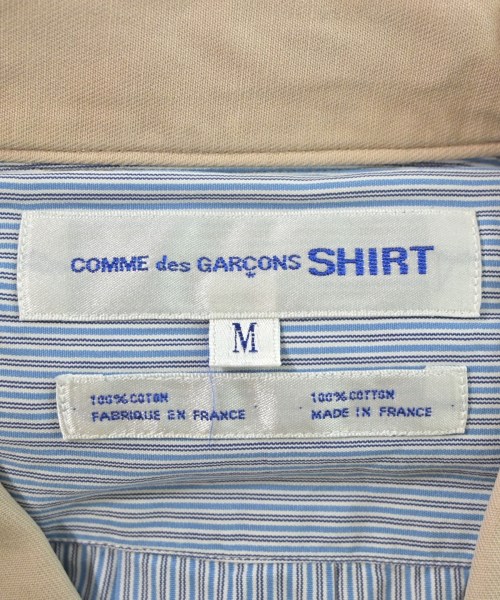 COMME des GARÇONS SHIRT
M
100% COTON
FABRIQUE EN FRANCE
100% COTTON
MADE IN FRANCE